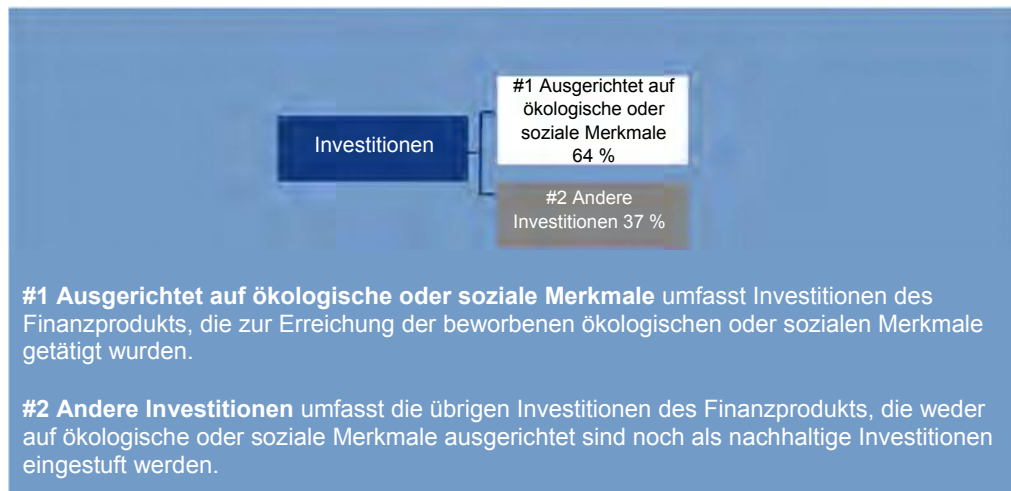 #1 Ausgerichtet auf
ökologische oder
soziale Merkmale
64 %
Investitionen
#2 Andere
Investitionen 37 %
#1 Ausgerichtet auf ökologische oder soziale Merkmale umfasst Investitionen des
Finanzprodukts, die zur Erreichung der beworbenen ökologischen oder sozialen Merkmale
getätigt wurden.
#2 Andere Investitionen umfasst die übrigen Investitionen des Finanzprodukts, die weder
auf ökologische oder soziale Merkmale ausgerichtet sind noch als nachhaltige Investitionen
eingestuft werden.